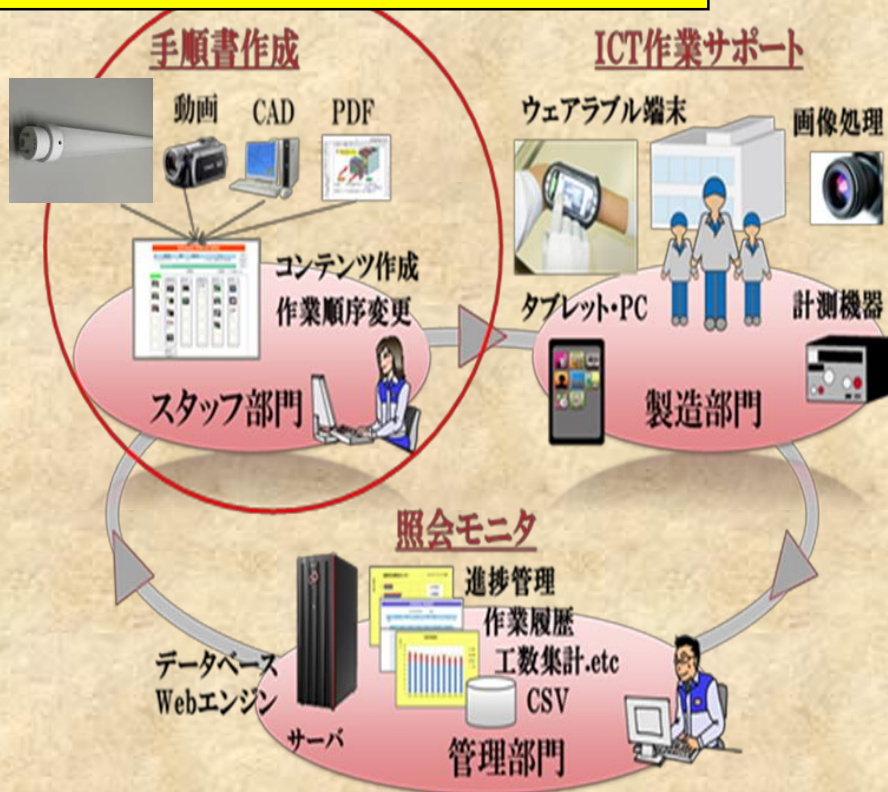 手順書作成
動画
CAD
PDF
コンテンツ作成
作業順序変更
スタッフ部門
ICT作業サポート
ウェアラブル端末
画像処理
タブレット・PC
計測機器
製造部門
照会モニタ
進捗管理
作業履歴
工数集計.etc
CSV
データベース
Webエンジン
サーバ
管理部門